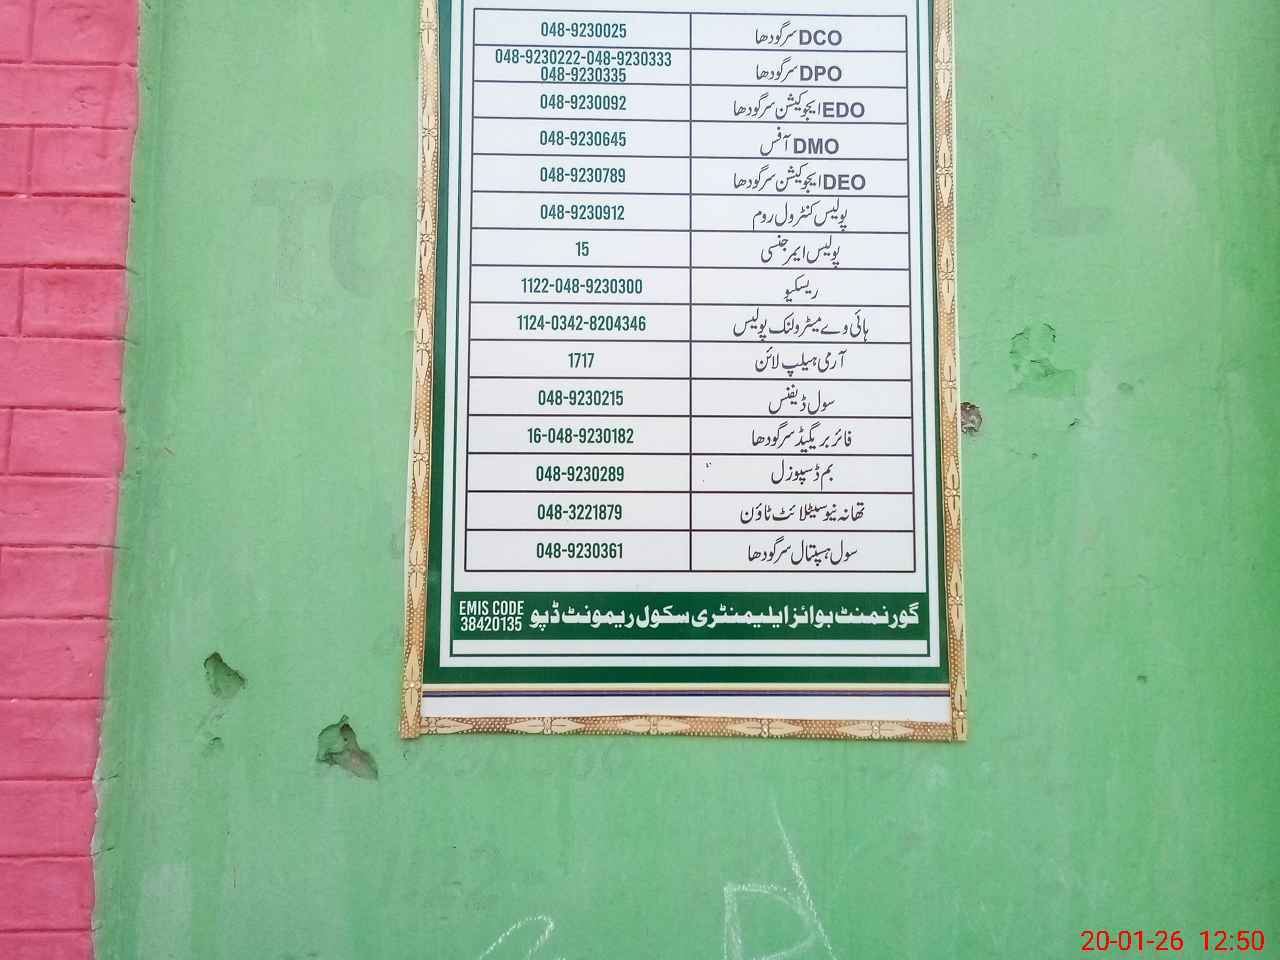 DCO سرگودھا 048-9230025
DPO سرگودھا 048-9230222-048-9230333
048-9230335
EDO ایجوکیشن سرگودھا 048-9230092
DMO آفس 048-9230645
DEO ایجوکیشن سرگودھا 048-9230789
پولیس کنٹرول روم 048-9230912
پولیس ایمرجنسی 15
ریسکیو 1122-048-9230300
ہائی وے میٹرولنک پولیس 1124-0342-8204346
آرمی ہیلپ لائن 1717
سول ڈیفنس 048-9230215
فائر بریگیڈ سرگودھا 16-048-9230182
بم ڈسپوزل 048-9230289
تھانہ نیو سیٹلائٹ ٹاؤن 048-3221879
سول ہسپتال سرگودھا 048-9230361
گورنمنٹ بوائز ایلیمنٹری سکول ریمونٹ ڈپو EMIS CODE
38420135
20-01-26 12:50